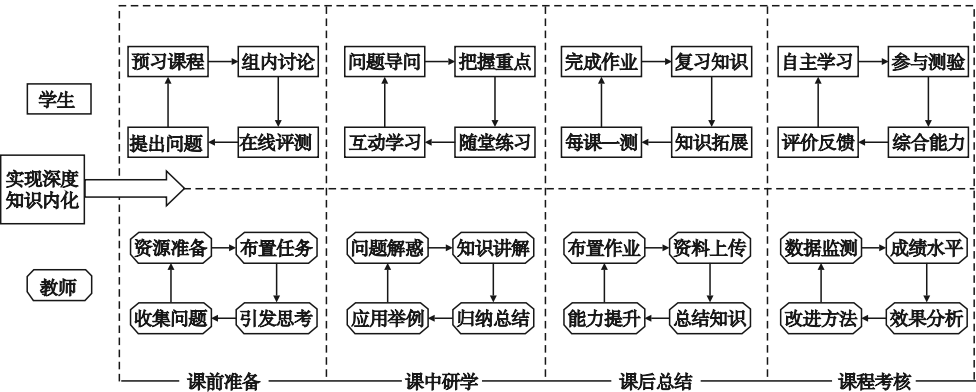 预习课程 组内讨论 问题导问 把握重点 完成作业 复习知识 自主学习 参与测验
学生
提出问题 在线评测 互动学习 随堂练习 每课一测 知识拓展 评价反馈 综合能力
实现深度
知识内化
资源准备 布置任务 问题解惑 知识讲解 布置作业 资料上传 数据监测 成绩水平
教师
收集问题 引发思考 应用举例 归纳总结 能力提升 总结知识 改进方法 效果分析
课前准备 课中研学 课后总结 课程考核